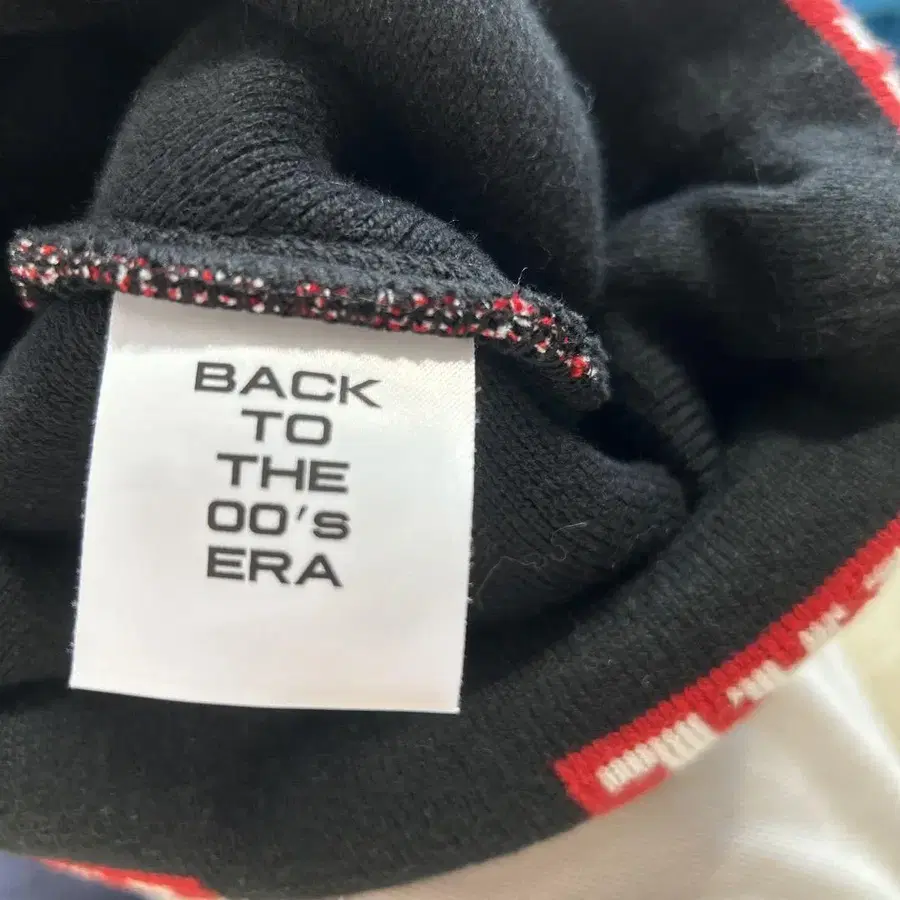 BACK
TO
THE
00's
ERA